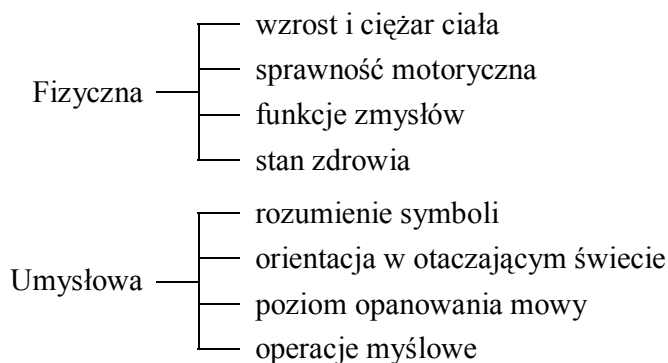 Fizyczna
wzrost i ciężar ciała
sprawność motoryczna
funkcje zmysłów
stan zdrowia
Umysłowa
rozumienie symboli
orientacja w otaczającym świecie
poziom opanowania mowy
operacje myślowe